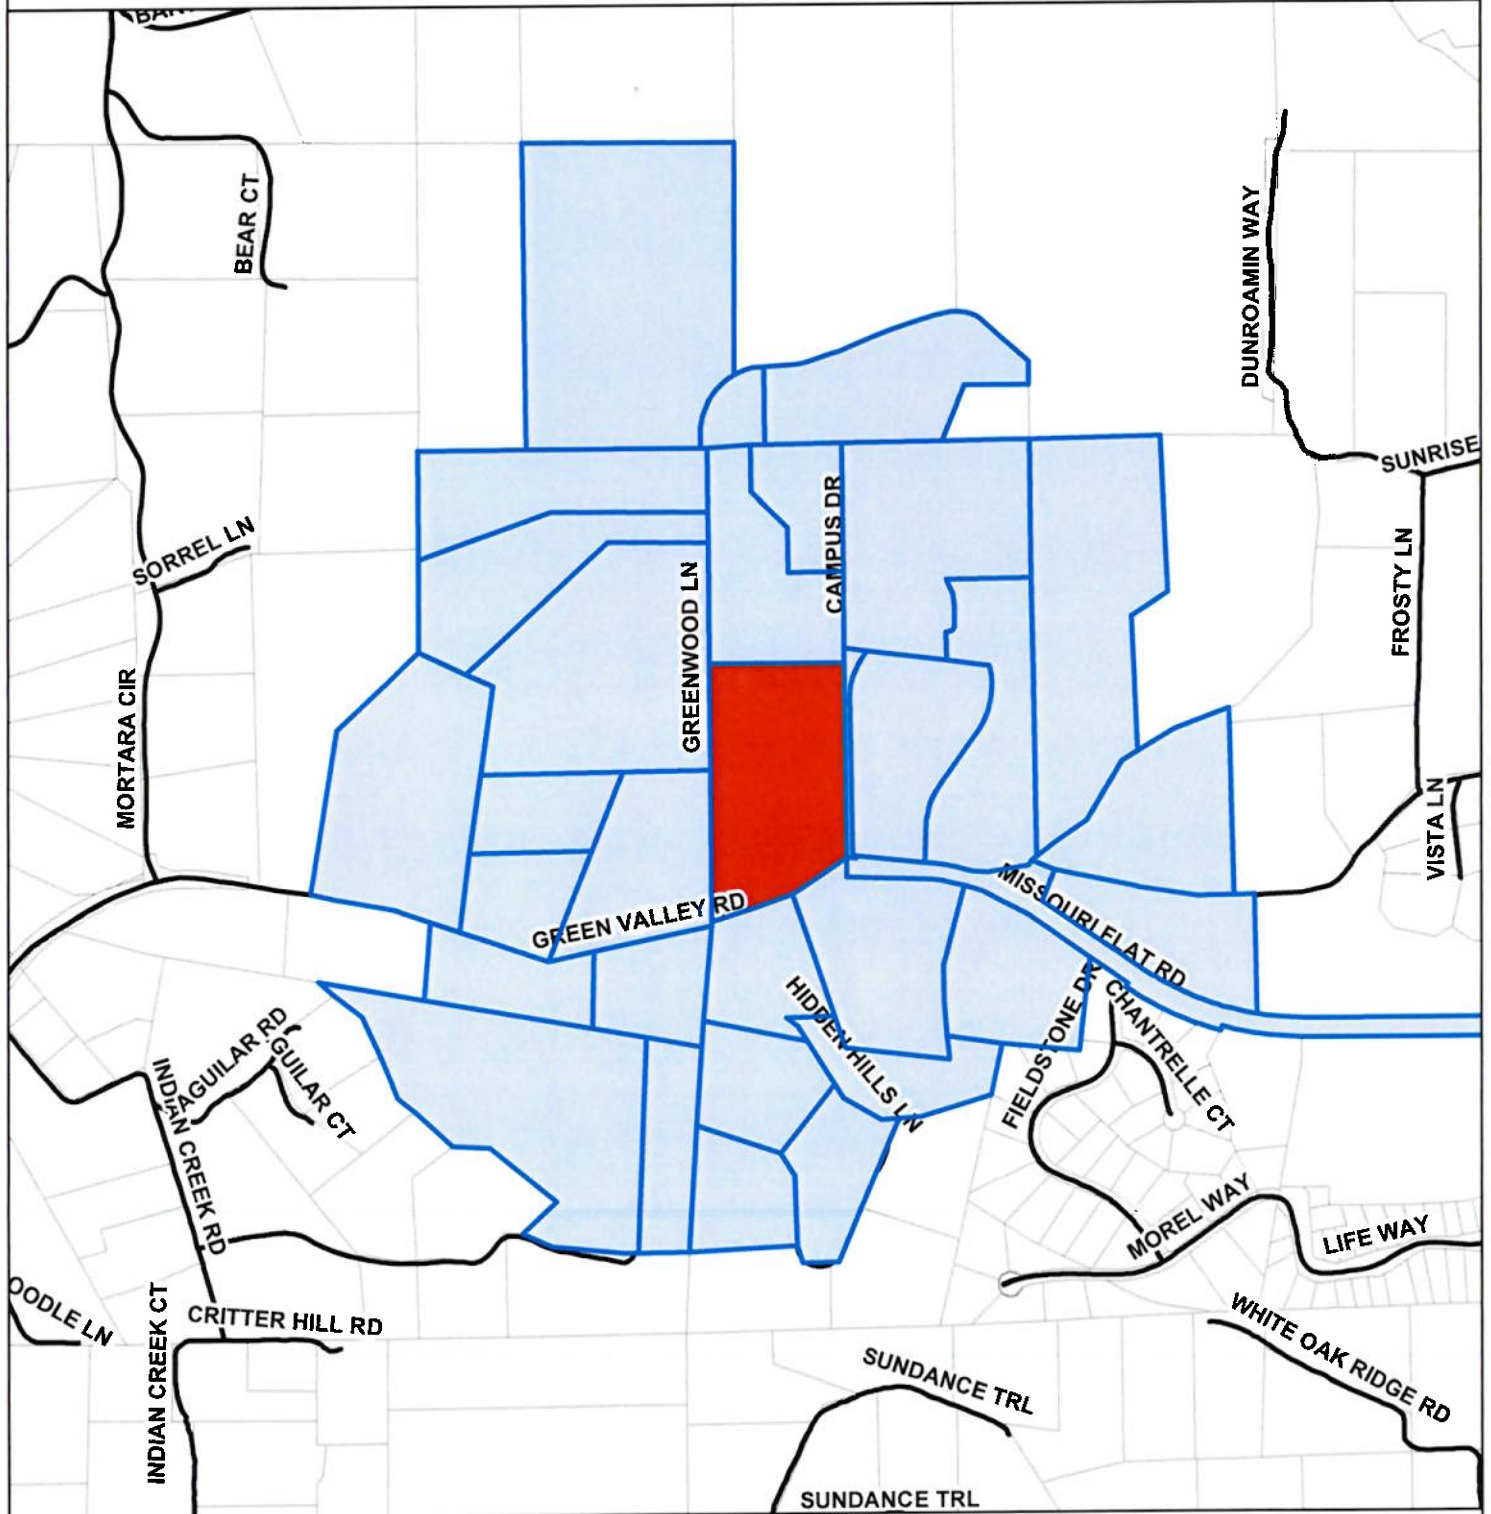 BEAR CT
DUNROAMIN WAY
SUNRISE
CAMPUS DR
SORREL LN
FROSTY LN
GREENWOOD LN
MORTARA CIR
VISTA LN
MISSOURI FLAT RD
GREEN VALLEY RD
HIDDEN HILLS LN
FIELDSTONE DR
CHANTRELLE CT
AGUILAR RD
GUILAR CT
INDIAN CREEK RD
MOREL WAY
LIFE WAY
OODLE LN
INDIAN CREEK CT
CRITTER HILL RD
WHITE OAK RIDGE RD
SUNDANCE TRL
SUNDANCE TRL